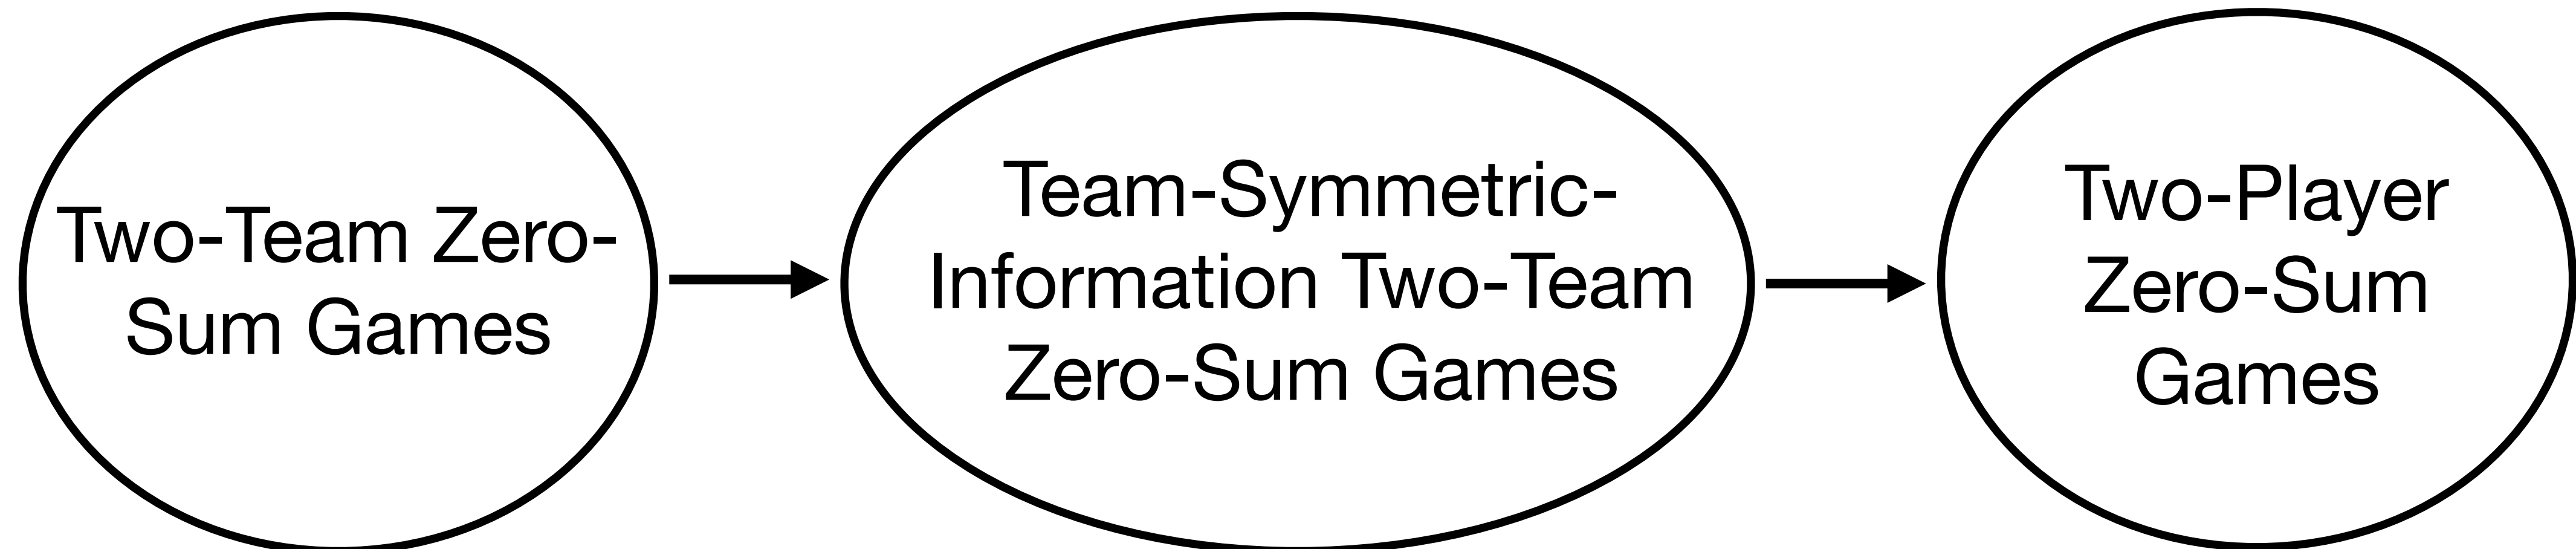 Two-Team Zero-
Sum Games
Team-Symmetric-
Information Two-Team
Zero-Sum Games
Two-Player
Zero-Sum
Games